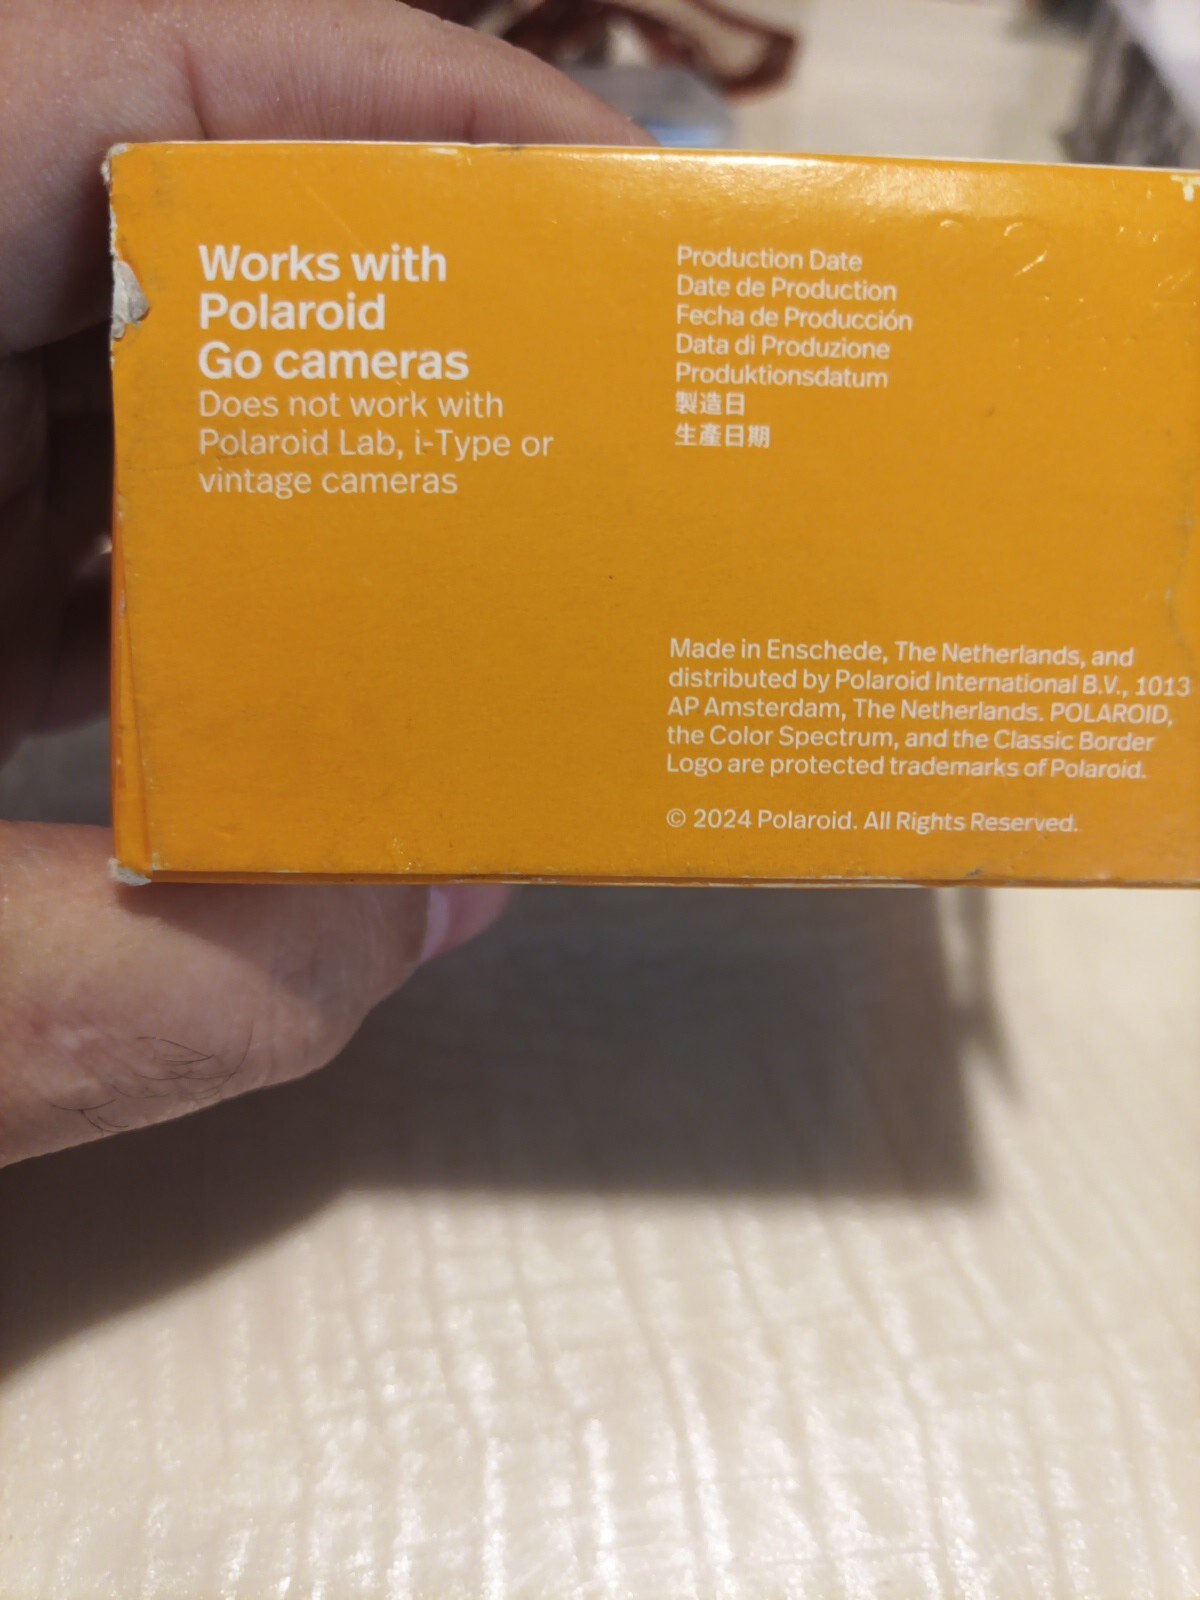 Works with
Polaroid
Go cameras
Does not work with
Polaroid Lab, i-Type or
vintage cameras
Production Date
Date de Production
Fecha de Producción
Data di Produzione
Produktionsdatum
製造日
生產日期
Made in Enschede, The Netherlands, and
distributed by Polaroid International B.V., 1013
AP Amsterdam, The Netherlands. POLAROID,
the Color Spectrum, and the Classic Border
Logo are protected trademarks of Polaroid.
© 2024 Polaroid. All Rights Reserved.